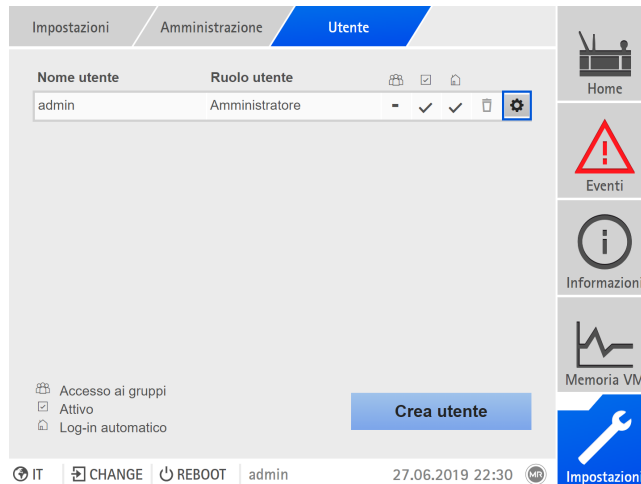 Impostazioni Amministrazione Utente
Nome utente Ruolo utente
admin Amministratore
Accesso ai gruppi
Attivo
Log-in automatico
Crea utente
IT CHANGE REBOOT admin 27.06.2019 22:30 MR
Home
Eventi
Informazioni
Memoria VM
Impostazioni